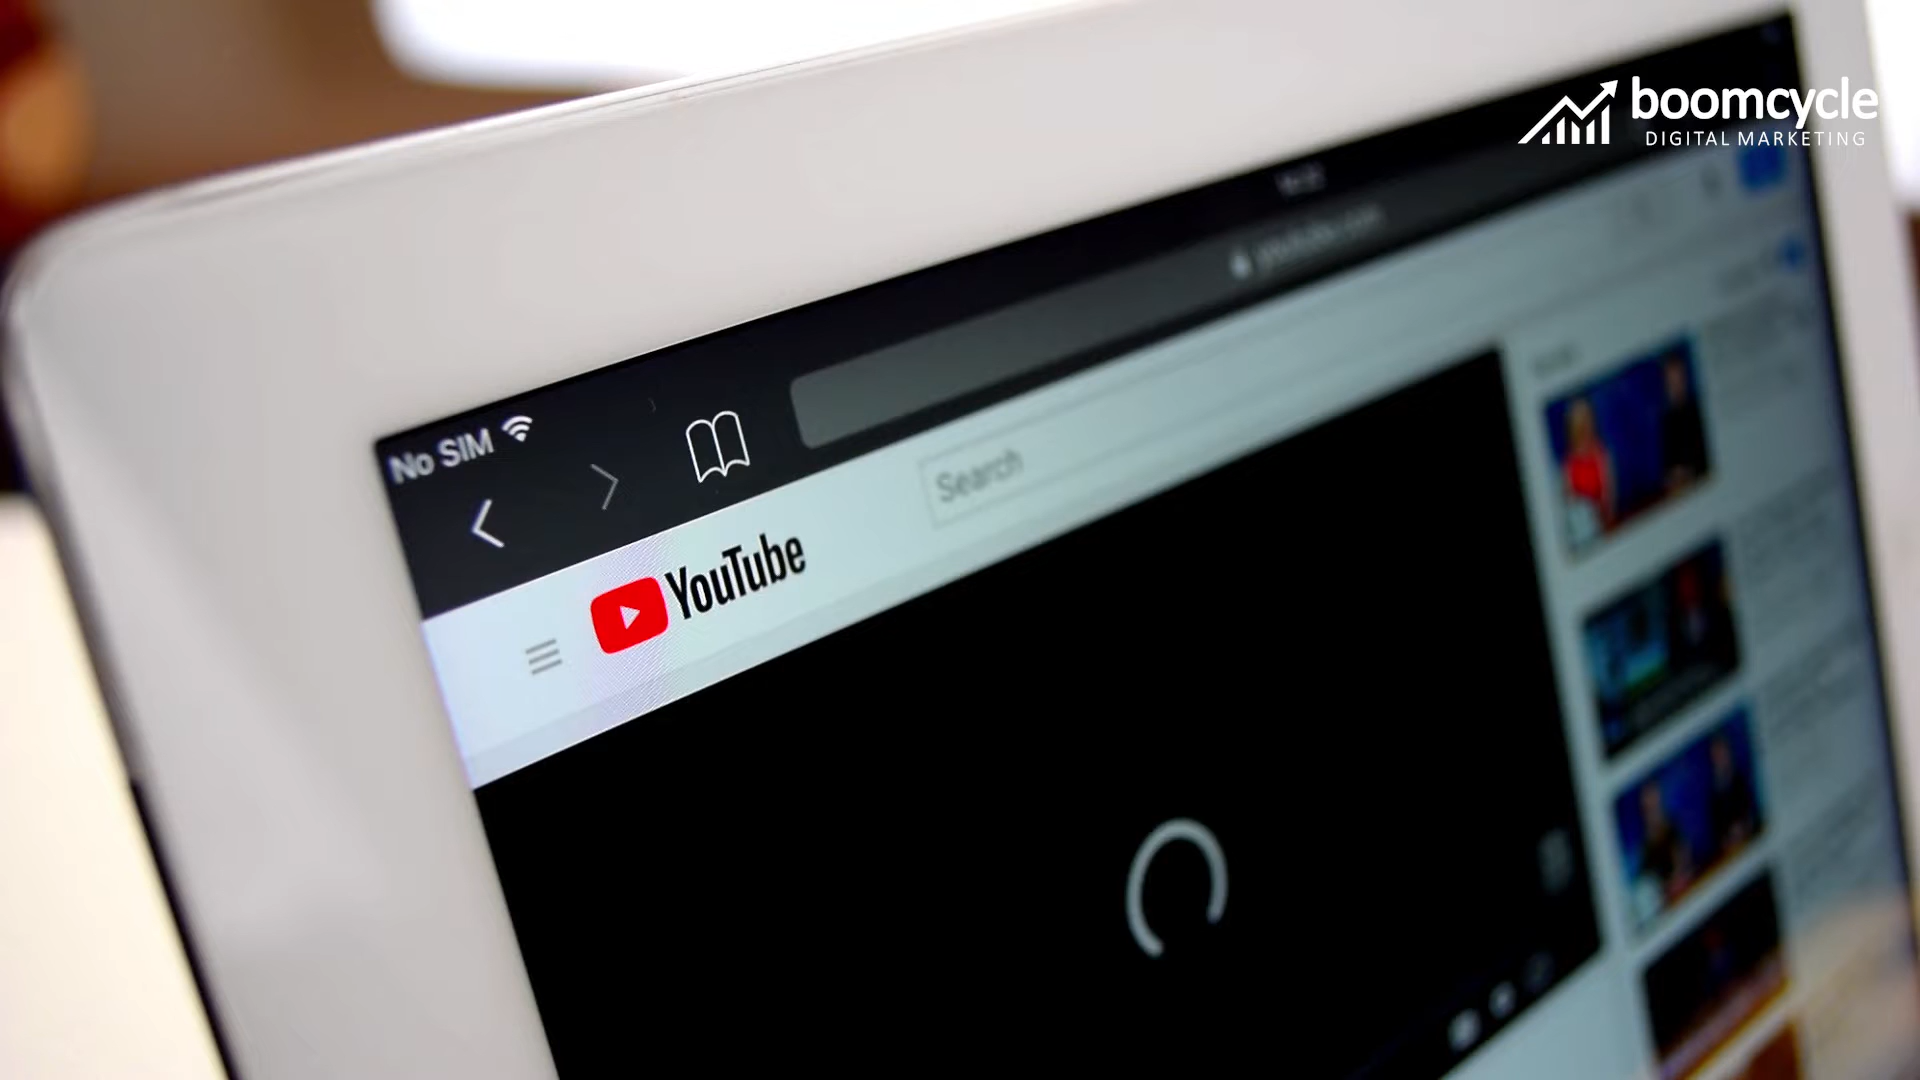 boomcycle
DIGITAL MARKETING
No SIM
Search
YouTube